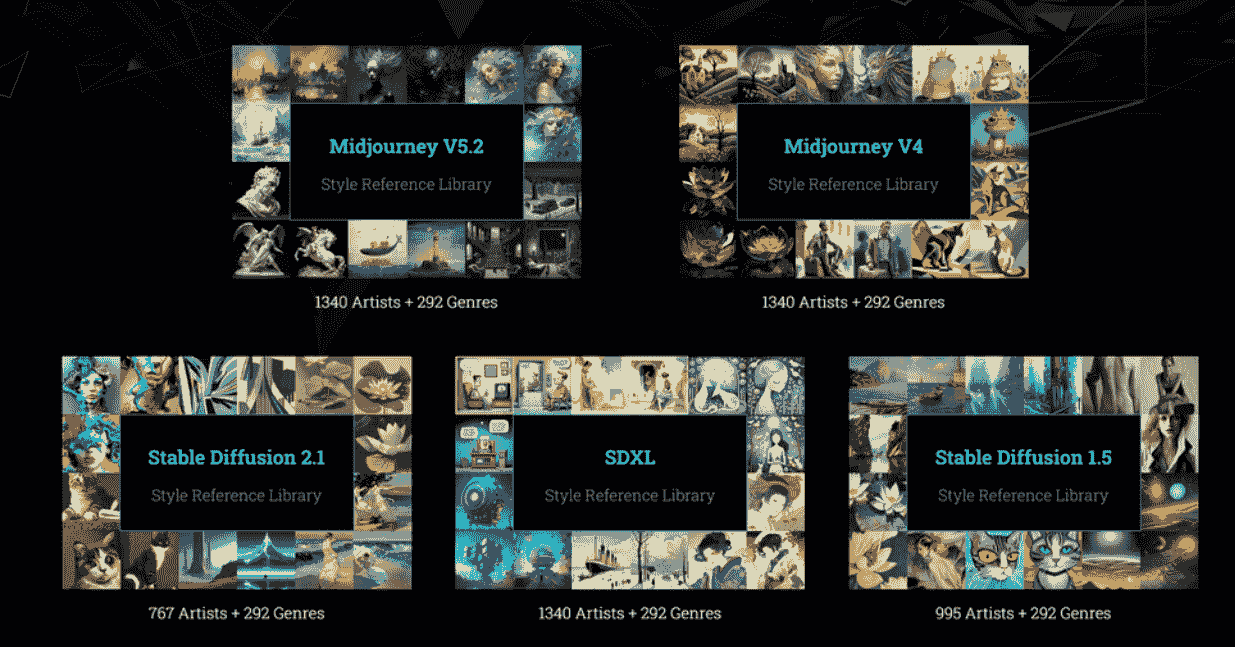 Midjourney V5.2
Style Reference Library
1340 Artists + 292 Genres
Midjourney V4
Style Reference Library
1340 Artists + 292 Genres
Stable Diffusion 2.1
Style Reference Library
767 Artists + 292 Genres
SDXL
Style Reference Library
1340 Artists + 292 Genres
Stable Diffusion 1.5
Style Reference Library
995 Artists + 292 Genres